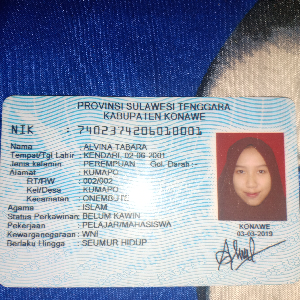 PROVINSI SULAWESI TENGGARA
KABUPATEN KONAWE
NIK : 7402374206010001
Nama : ALVINA TABARA
Tempat/Tgl Lahir : KENDARI, 02-06-2001
Jenis kelamin : PEREMPUAN Gol. Darah :-
Alamat : KUMAPO
RT/RW : 002/002
Kel/Desa : KUMAPO
Kecamatan : ONEMBUTE
Agama : ISLAM
Status Perkawinan: BELUM KAWIN
Pekerjaan : PELAJAR/MAHASISWA
Kewarganegaraan : WNI
Berlaku Hingga : SEUMUR HIDUP
KONAWE
03-03-2019